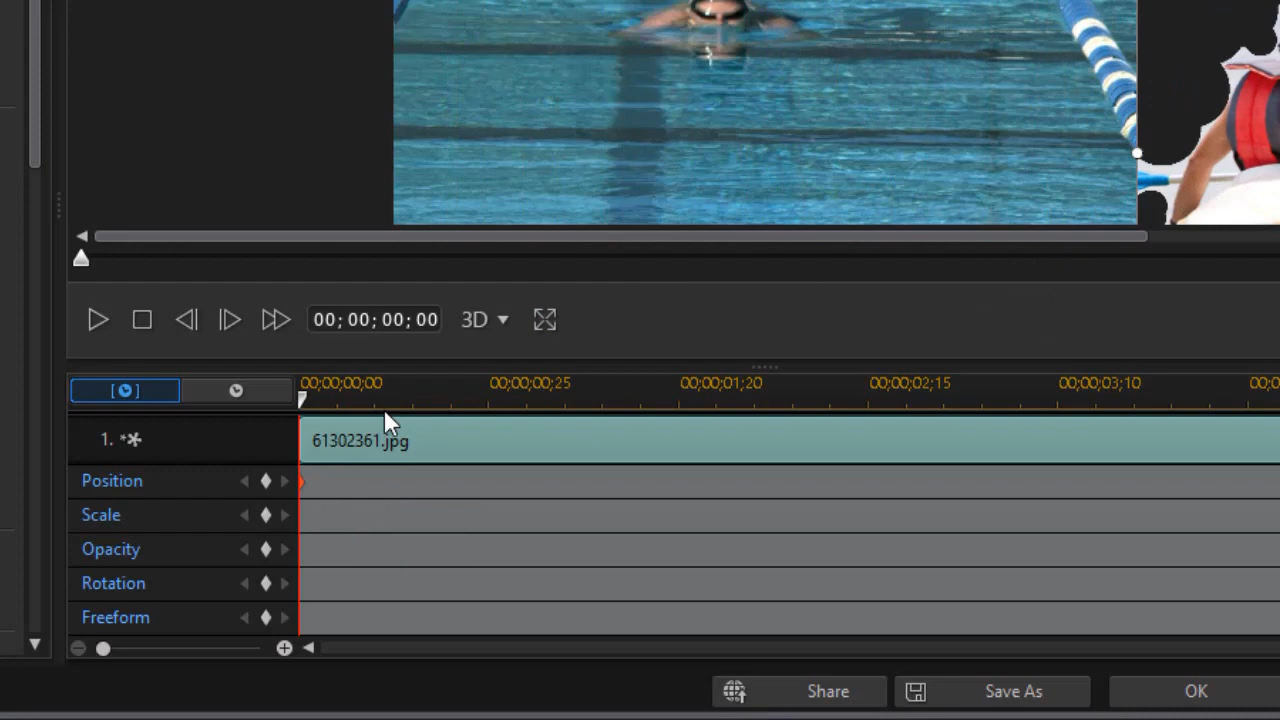 00;00;00;00 3D
00;00;00;00 00;00;00;25 00;00;01;20 00;00;02;15 00;00;03;10
1. 61302361.jpg
Position
Scale
Opacity
Rotation
Freeform
Share Save As OK